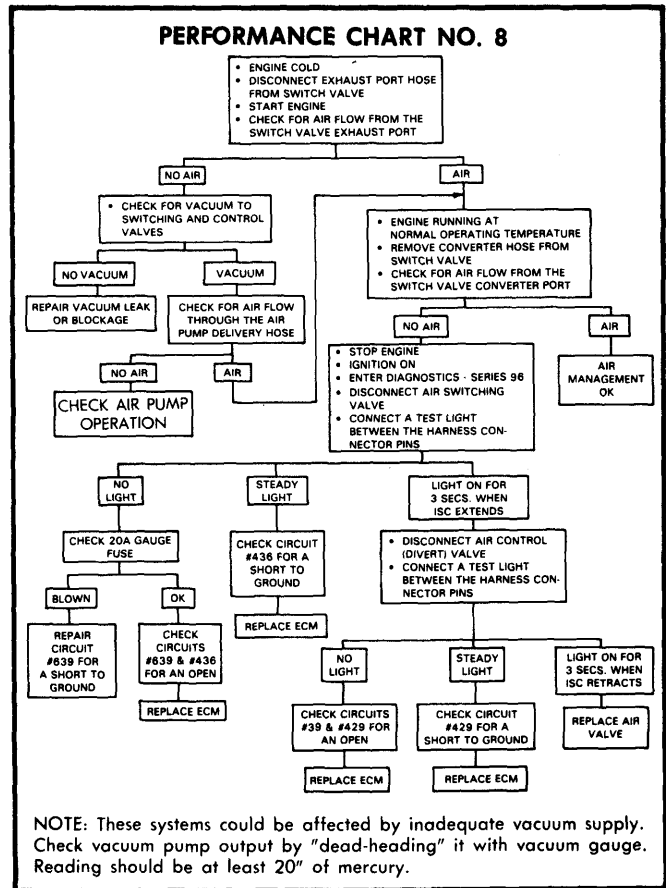 PERFORMANCE CHART NO. 8
• ENGINE COLD
• DISCONNECT EXHAUST PORT HOSE
FROM SWITCH VALVE
• START ENGINE
• CHECK FOR AIR FLOW FROM THE
SWITCH VALVE EXHAUST PORT
NO AIR
AIR
• CHECK FOR VACUUM TO
SWITCHING AND CONTROL
VALVES
• ENGINE RUNNING AT
NORMAL OPERATING TEMPERATURE
• REMOVE CONVERTER HOSE FROM
SWITCH VALVE
• CHECK FOR AIR FLOW FROM THE
SWITCH VALVE CONVERTER PORT
NO VACUUM
VACUUM
REPAIR VACUUM LEAK
OR BLOCKAGE
CHECK FOR AIR FLOW
THROUGH THE AIR
PUMP DELIVERY HOSE
NO AIR
AIR
NO AIR
AIR
CHECK AIR PUMP
OPERATION
• STOP ENGINE
• IGNITION ON
• ENTER DIAGNOSTICS - SERIES 96
• DISCONNECT AIR SWITCHING
VALVE
• CONNECT A TEST LIGHT
BETWEEN THE HARNESS CON-
NECTOR PINS
AIR
MANAGEMENT
OK
NO
LIGHT
STEADY
LIGHT
LIGHT ON FOR
3 SECS. WHEN
ISC EXTENDS
CHECK 20A GAUGE
FUSE
CHECK CIRCUIT
#436 FOR A
SHORT TO
GROUND
• DISCONNECT AIR CONTROL
(DIVERT) VALVE
• CONNECT A TEST LIGHT
BETWEEN THE HARNESS CON-
NECTOR PINS
BLOWN
OK
REPLACE ECM
REPAIR
CIRCUIT
#639 FOR
A SHORT TO
GROUND
CHECK
CIRCUITS
#639 & #436
FOR AN OPEN
REPLACE ECM
NO
LIGHT
STEADY
LIGHT
LIGHT ON FOR
3 SECS. WHEN
ISC RETRACTS
CHECK CIRCUITS
#39 & #429 FOR
AN OPEN
CHECK CIRCUIT
#429 FOR A
SHORT TO GROUND
REPLACE AIR
VALVE
REPLACE ECM
REPLACE ECM
NOTE: These systems could be affected by inadequate vacuum supply.
Check vacuum pump output by "dead-heading" it with vacuum gauge.
Reading should be at least 20" of mercury.